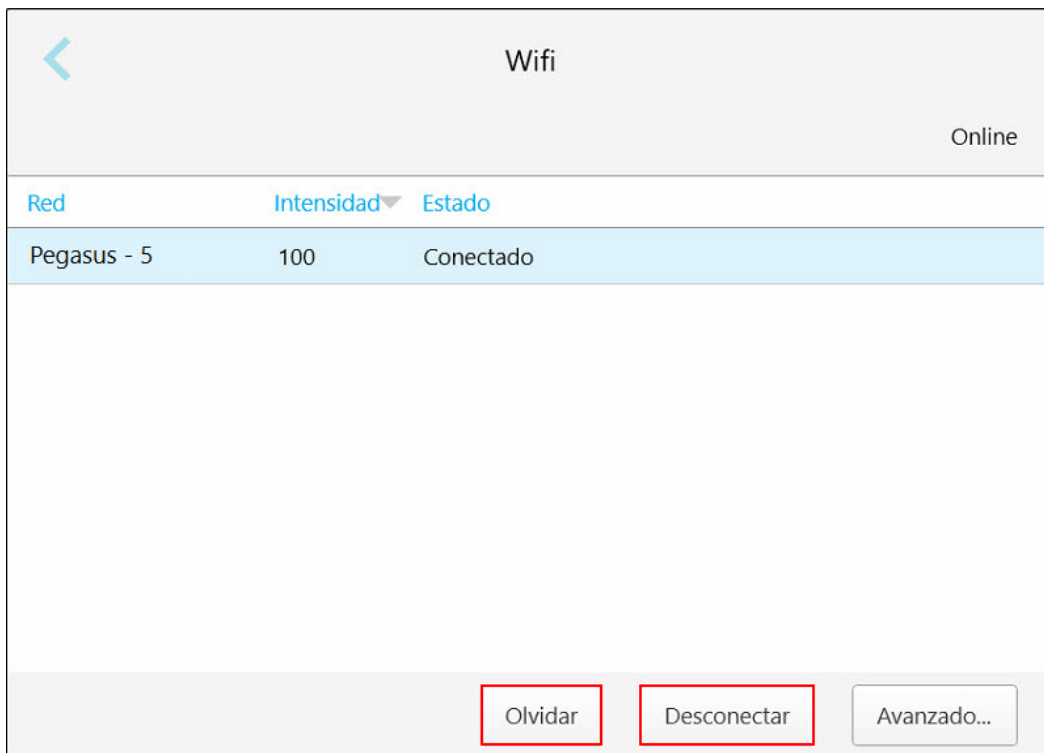 Wifi
Online
Red Intensidad Estado
Pegasus - 5 100 Conectado
Olvidar Desconectar Avanzado...